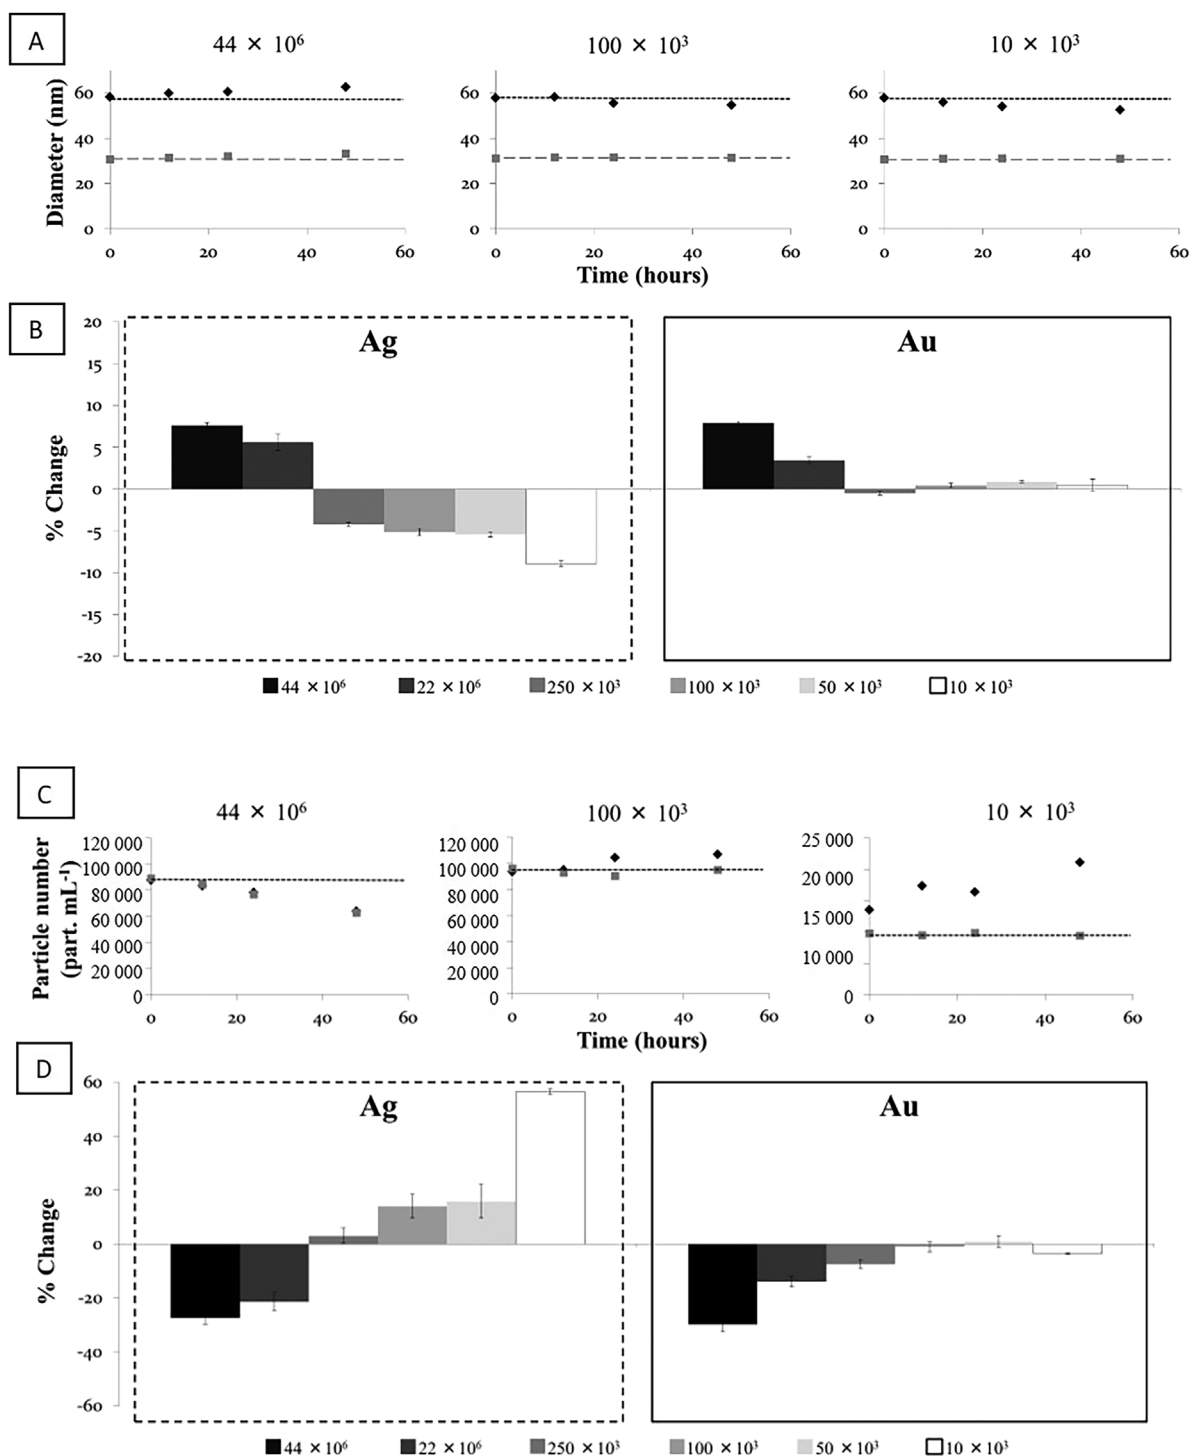 A
44 × 10⁶
100 × 10³
10 × 10³
Diameter (nm)
60
40
20
0
0 20 40 60
60
40
20
0
0 20 40 60
60
40
20
0
0 20 40 60
Time (hours)
B
% Change
20
15
10
5
0
-5
-10
-15
-20
Ag
Au
44 × 10⁶ 22 × 10⁶ 250 × 10³ 100 × 10³ 50 × 10³ 10 × 10³
C
44 × 10⁶
100 × 10³
10 × 10³
Particle number
(part. mL⁻¹)
120 000
100 000
80 000
60 000
40 000
20 000
0
0 20 40 60
120 000
100 000
80 000
60 000
40 000
20 000
0
0 20 40 60
25 000
20 000
15 000
10 000
0
0 20 40 60
Time (hours)
D
% Change
60
40
20
0
-20
-40
-60
Ag
Au
44 × 10⁶ 22 × 10⁶ 250 × 10³ 100 × 10³ 50 × 10³ 10 × 10³